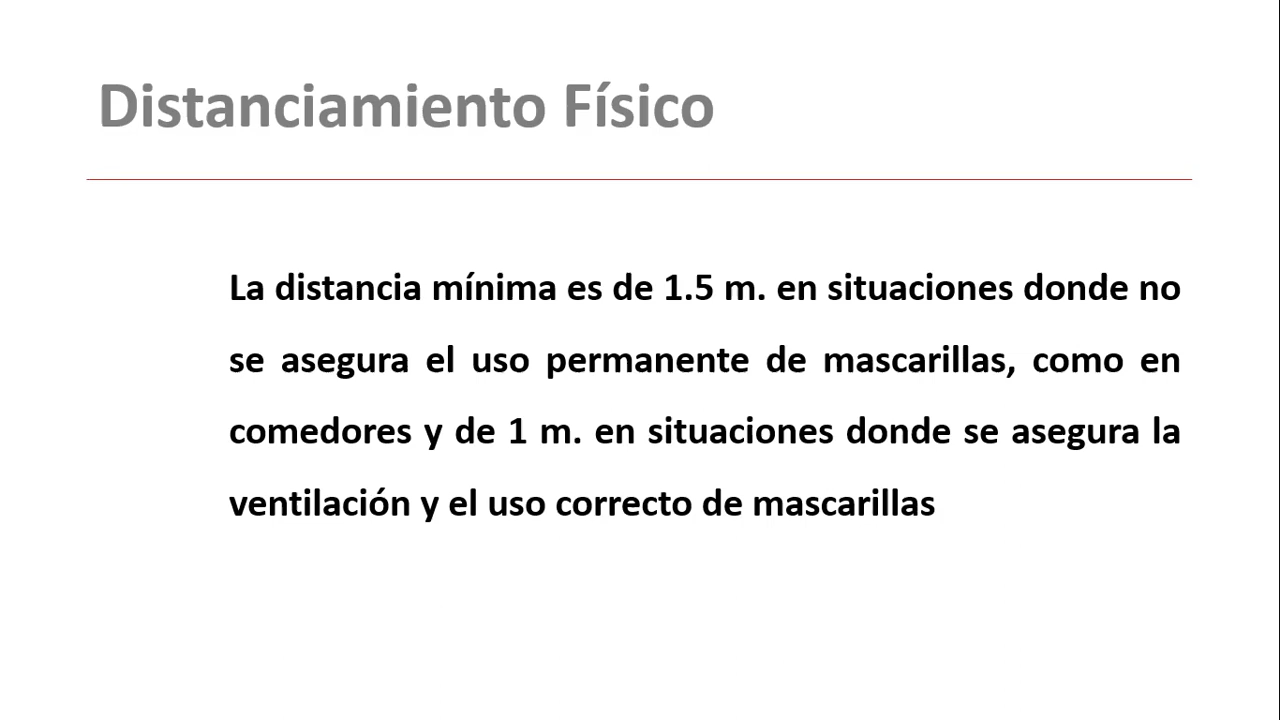 Distanciamiento Físico
La distancia mínima es de 1.5 m. en situaciones donde no
se asegura el uso permanente de mascarillas, como en
comedores y de 1 m. en situaciones donde se asegura la
ventilación y el uso correcto de mascarillas